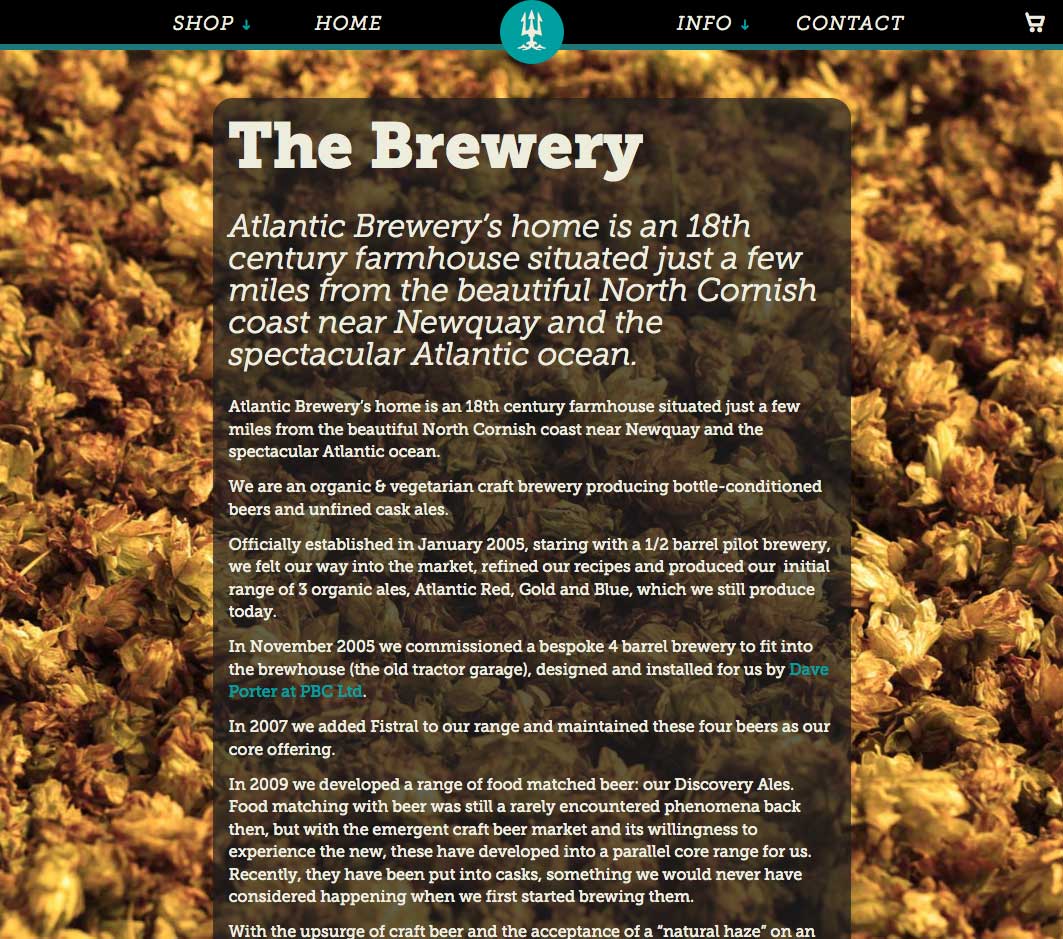 SHOP ↓ HOME INFO ↓ CONTACT
The Brewery
Atlantic Brewery’s home is an 18th
century farmhouse situated just a few
miles from the beautiful North Cornish
coast near Newquay and the
spectacular Atlantic ocean.
Atlantic Brewery’s home is an 18th century farmhouse situated just a few
miles from the beautiful North Cornish coast near Newquay and the
spectacular Atlantic ocean.
We are an organic & vegetarian craft brewery producing bottle-conditioned
beers and unfined cask ales.
Officially established in January 2005, staring with a 1/2 barrel pilot brewery,
we felt our way into the market, refined our recipes and produced our  initial
range of 3 organic ales, Atlantic Red, Gold and Blue, which we still produce
today.
In November 2005 we commissioned a bespoke 4 barrel brewery to fit into
the brewhouse (the old tractor garage), designed and installed for us by Dave
Porter at PBC Ltd.
In 2007 we added Fistral to our range and maintained these four beers as our
core offering.
In 2009 we developed a range of food matched beer: our Discovery Ales.
Food matching with beer was still a rarely encountered phenomena back
then, but with the emergent craft beer market and its willingness to
experience the new, these have developed into a parallel core range for us.
Recently, they have been put into casks, something we would never have
considered happening when we first started brewing them.
With the upsurge of craft beer and the acceptance of a “natural haze” on an